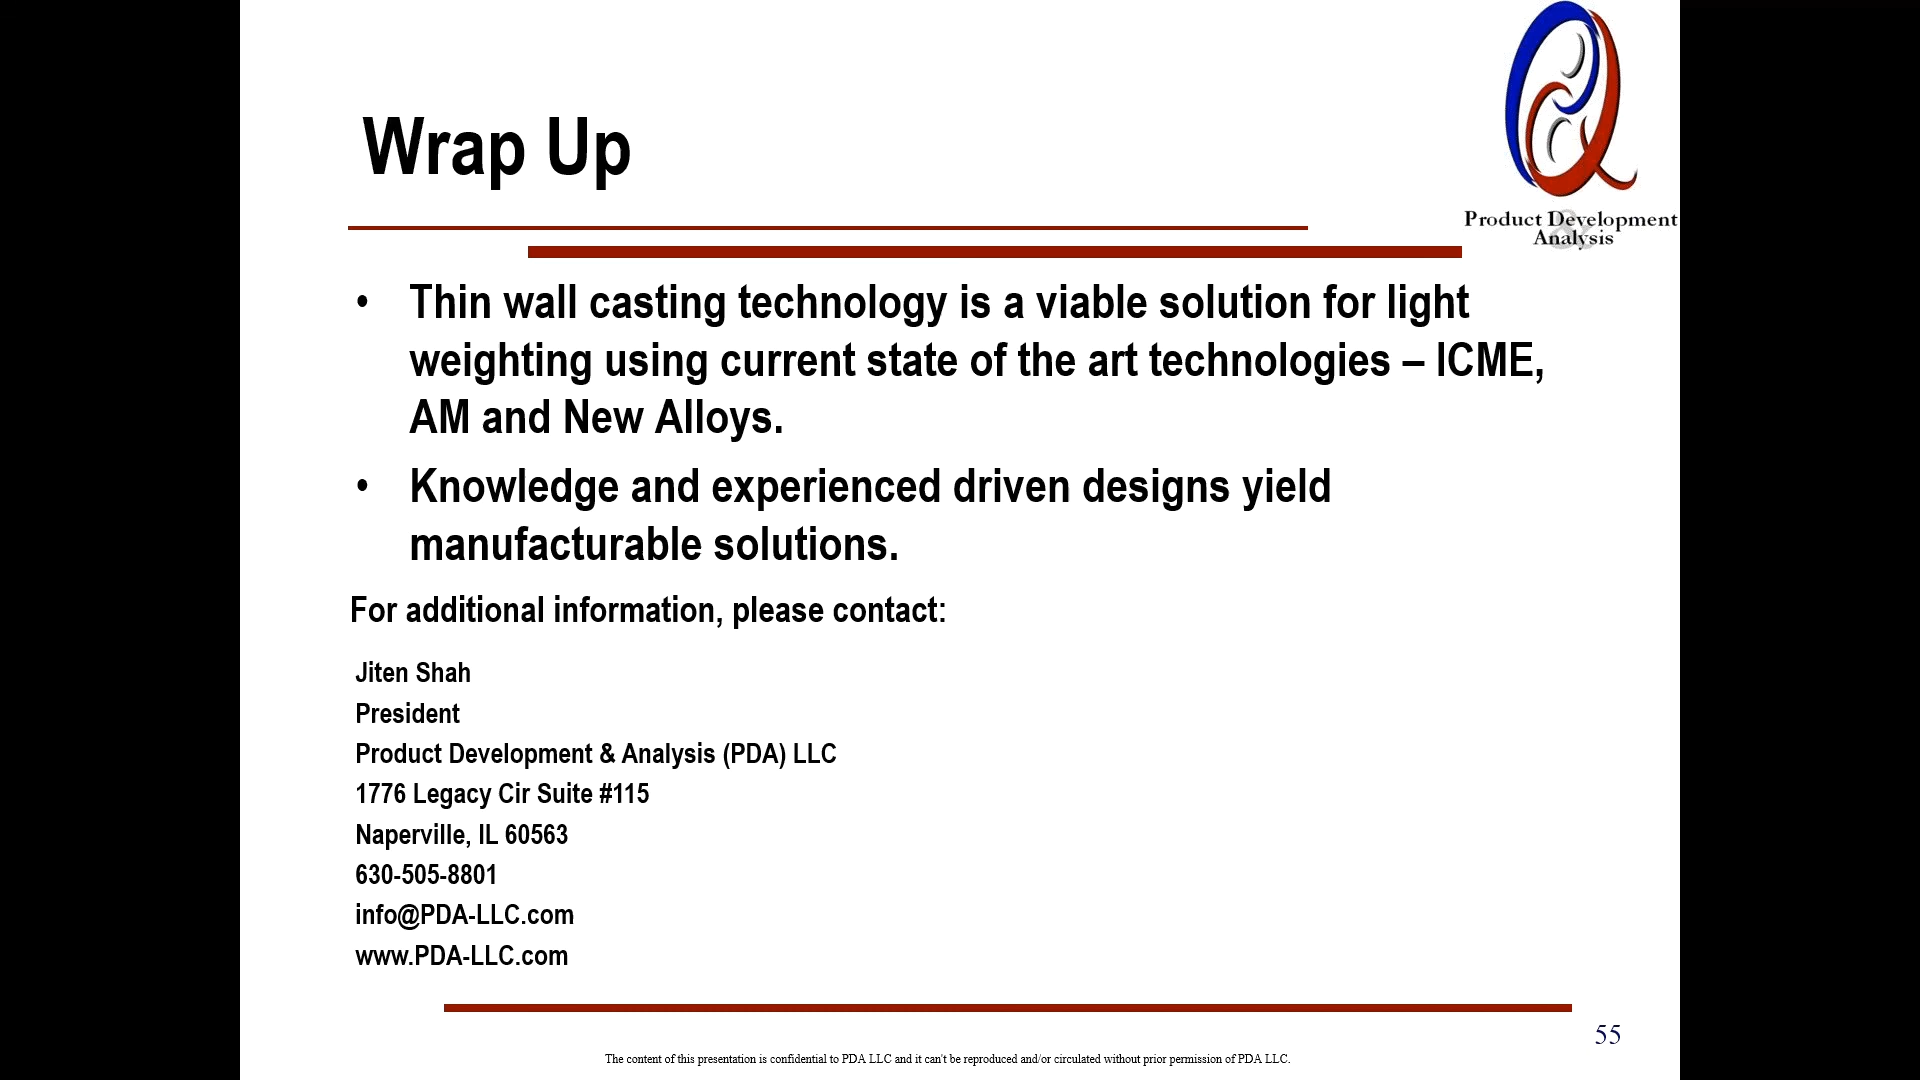 Wrap Up
Product Development
&
Analysis
• Thin wall casting technology is a viable solution for light
weighting using current state of the art technologies – ICME,
AM and New Alloys.
• Knowledge and experienced driven designs yield
manufacturable solutions.
For additional information, please contact:
Jiten Shah
President
Product Development & Analysis (PDA) LLC
1776 Legacy Cir Suite #115
Naperville, IL 60563
630-505-8801
info@PDA-LLC.com
www.PDA-LLC.com
55
The content of this presentation is confidential to PDA LLC and it can't be reproduced and/or circulated without prior permission of PDA LLC.